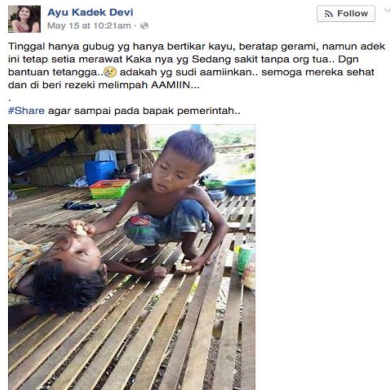 Ayu Kadek Devi
May 15 at 10:21am ·
Follow
Tinggal hanya gubug yg hanya bertikar kayu, beratap gerami, namun adek
ini tetap setia merawat Kaka nya yg Sedang sakit tanpa org tua.. Dgn
bantuan tetangga..😢 adakah yg sudi aamiinkan.. semoga mereka sehat
dan di beri rezeki melimpah AAMIIN...
.
#Share agar sampai pada bapak pemerintah..